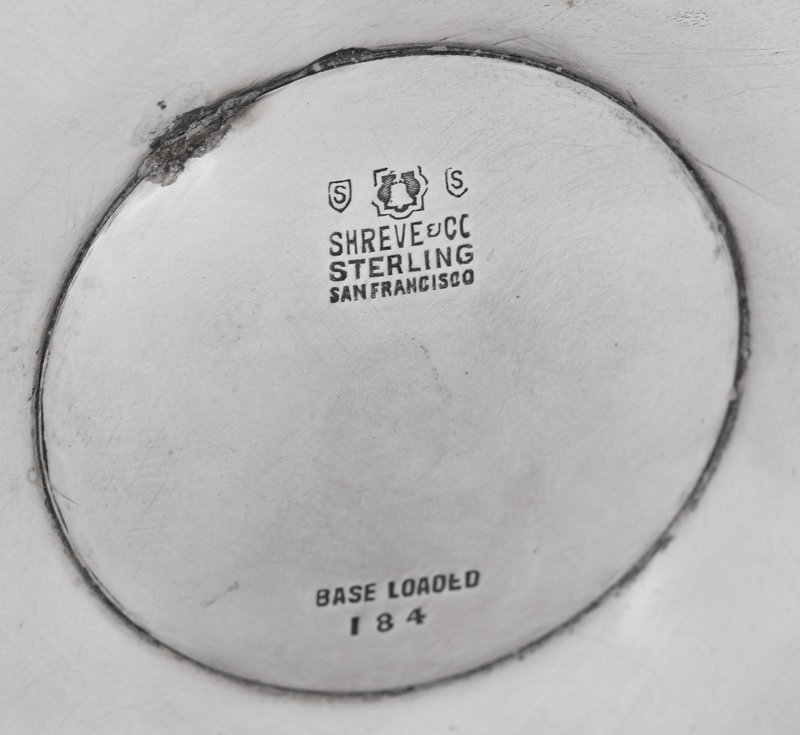 S S
SHREVE & CO
STERLING
SAN FRANCISCO
BASE LOADED
184